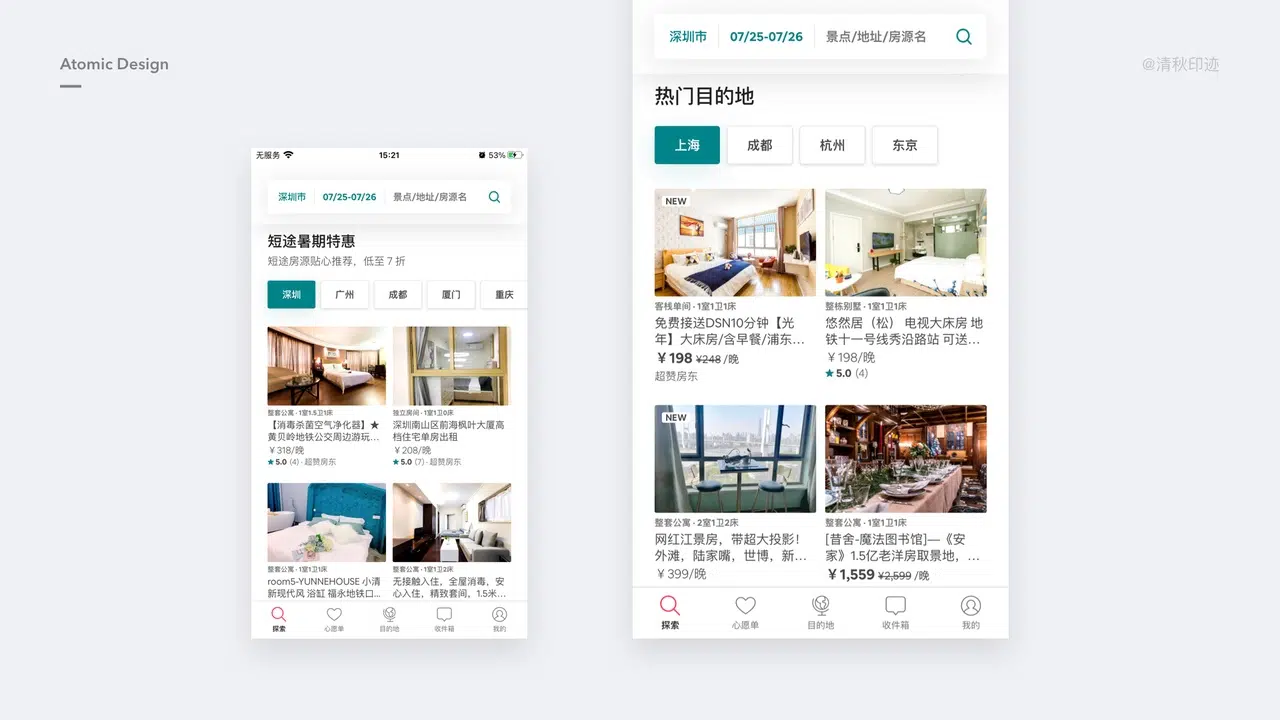 Atomic Design
@清秋印迹
无服务 15:21 53%
深圳市 07/25-07/26 景点/地址/房源名
短途暑期特惠
短途房源贴心推荐，低至 7 折
深圳 广州 成都 厦门 重庆
整套公寓 · 1室1.5卫1床
【消毒杀菌空气净化器】★
黄贝岭地铁公交周边游玩…
￥318/晚
★ 5.0 (4) · 超赞房东
独立房间 · 1室1卫0床
深圳南山区前海枫叶大厦高
档住宅单房出租
￥208/晚
★ 5.0 (7) · 超赞房东
整套公寓 · 1室1卫1床
room5-YUNNEHOUSE 小清
新现代风 浴缸 福永地铁口...
整套公寓 · 1室1卫2床
无接触入住，全屋消毒，安
心入住，精致套间，1.5米…
探索 心愿单 目的地 收件箱 我的
深圳市 07/25-07/26 景点/地址/房源名
热门目的地
上海 成都 杭州 东京
NEW
客栈单间 · 1室1卫1床
免费接送DSN10分钟【光
年】大床房/含早餐/浦东…
￥198 ¥248 /晚
超赞房东
整栋别墅 · 1室1卫1床
悠然居（松） 电视大床房 地
铁十一号线秀沿路站 可送…
￥198/晚
★ 5.0 (4)
NEW
整套公寓 · 2室1卫2床
网红江景房，带超大投影！
外滩，陆家嘴，世博，新…
￥399/晚
整套公寓 · 1室1卫1床
[昔舍-魔法图书馆]—《安
家》1.5亿老洋房取景地，…
￥1,559 ¥2,599 /晚
探索 心愿单 目的地 收件箱 我的